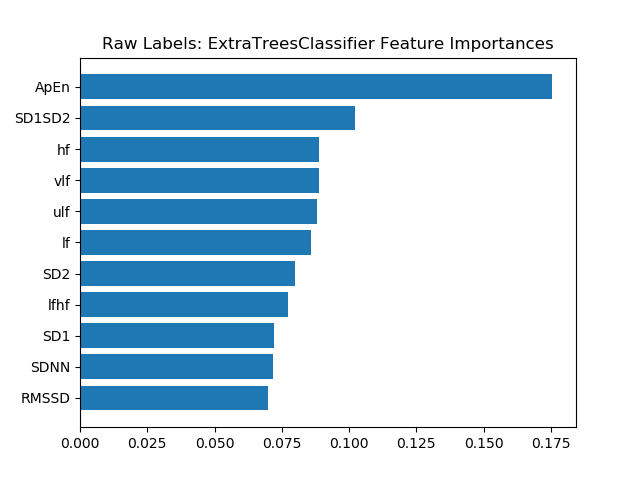 Raw Labels: ExtraTreesClassifier Feature Importances
ApEn
SD1SD2
hf
vlf
ulf
lf
SD2
lfhf
SD1
SDNN
RMSSD
0.000 0.025 0.050 0.075 0.100 0.125 0.150 0.175